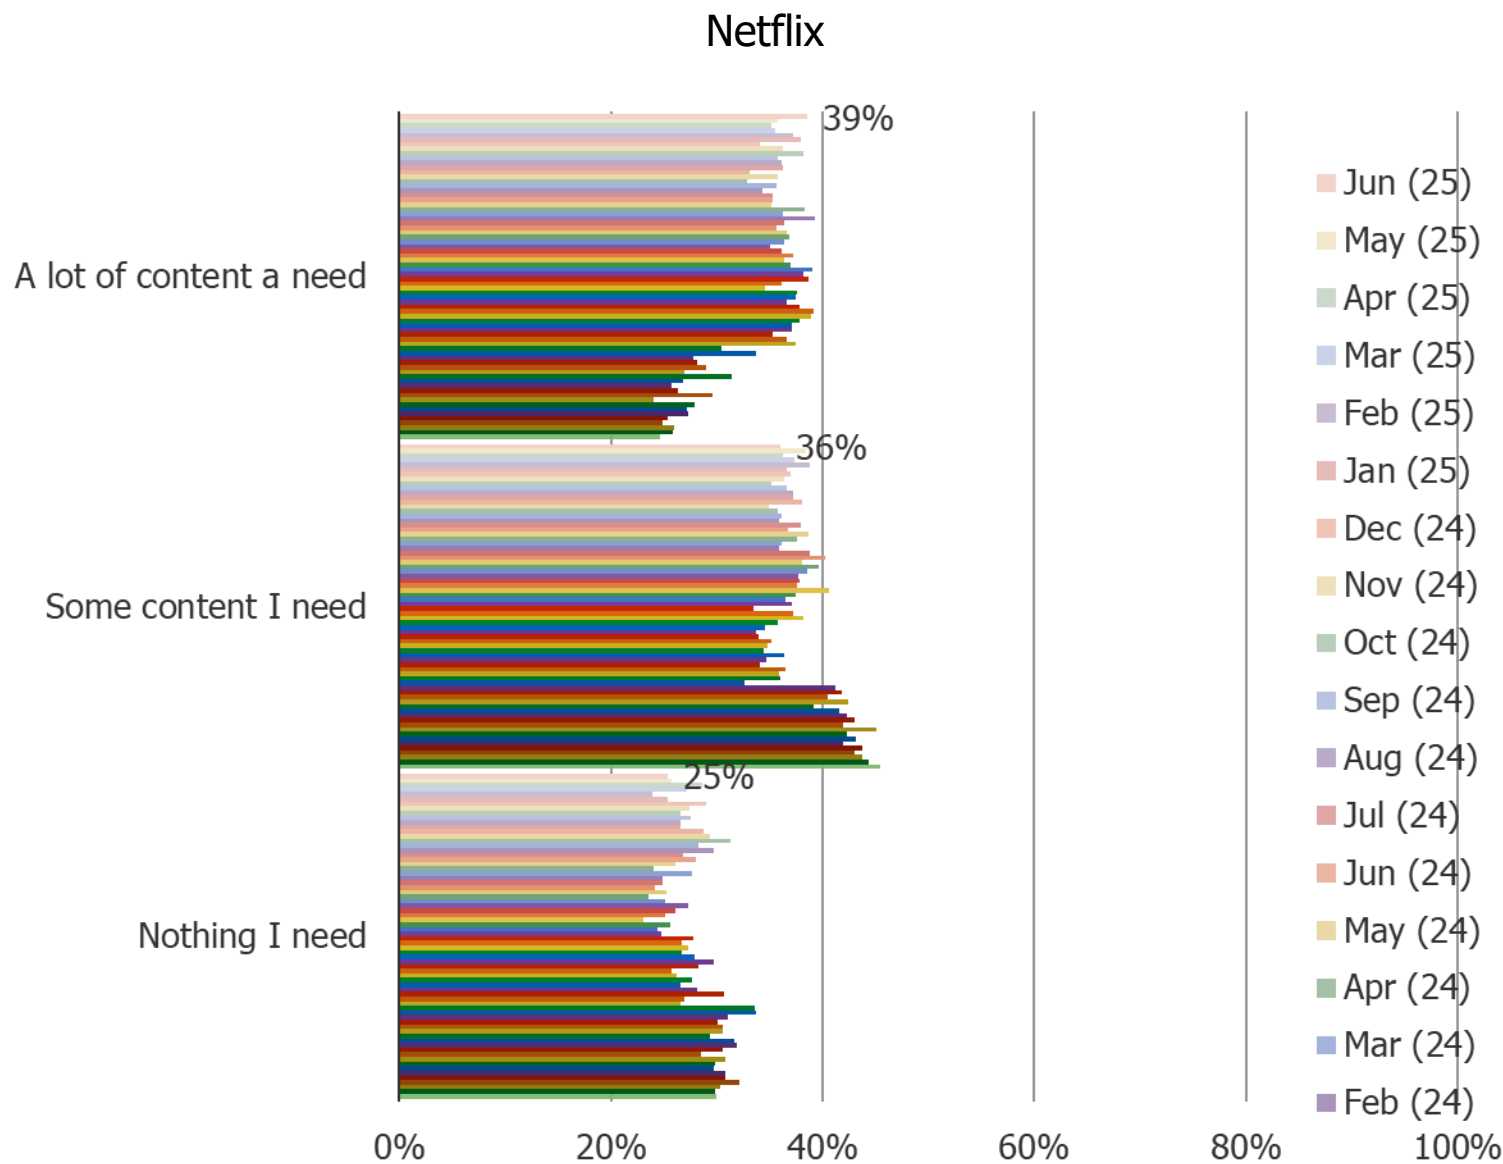 Netflix
39%
A lot of content a need
36%
Some content I need
25%
Nothing I need
0%
20%
40%
60%
80%
100%
Jun (25)
May (25)
Apr (25)
Mar (25)
Feb (25)
Jan (25)
Dec (24)
Nov (24)
Oct (24)
Sep (24)
Aug (24)
Jul (24)
Jun (24)
May (24)
Apr (24)
Mar (24)
Feb (24)